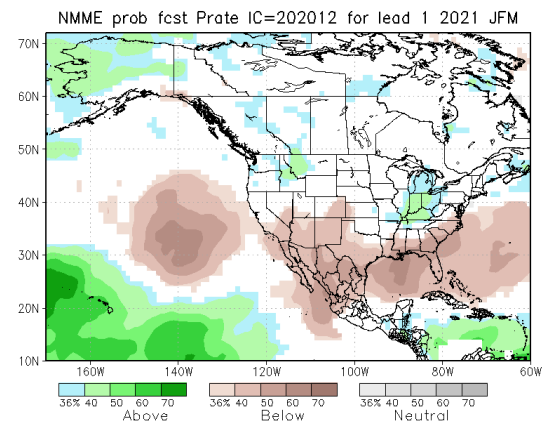 NMME prob fcst Prate IC=202012 for lead 1 2021 JFM
70N
60N
50N
40N
30N
20N
10N
160W 140W 120W 100W 80W 60W
36% 40 50 60 70 36% 40 50 60 70 36% 40 50 60 70
Above Below Neutral